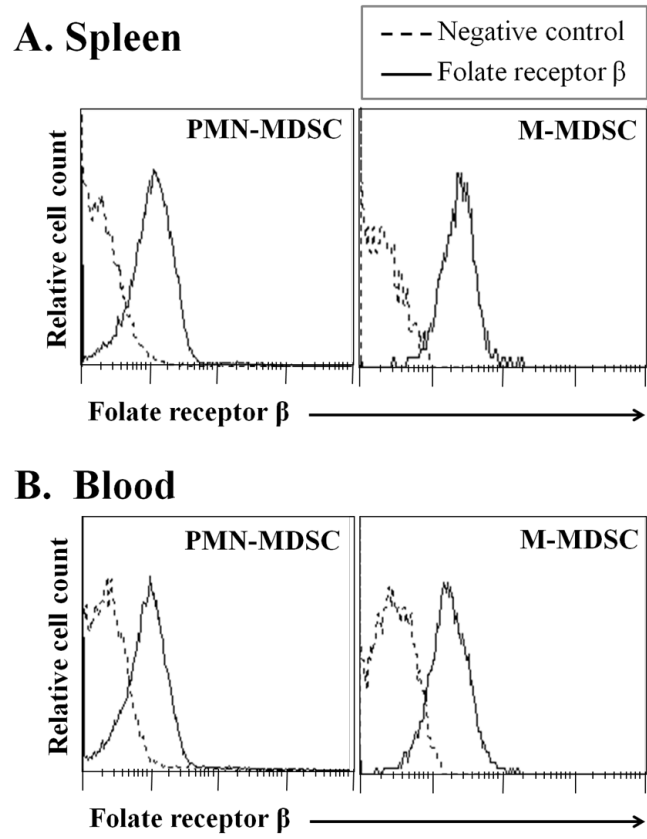 A. Spleen
Negative control
Folate receptor β
PMN-MDSC
M-MDSC
Relative cell count
Folate receptor β
B. Blood
PMN-MDSC
M-MDSC
Relative cell count
Folate receptor β